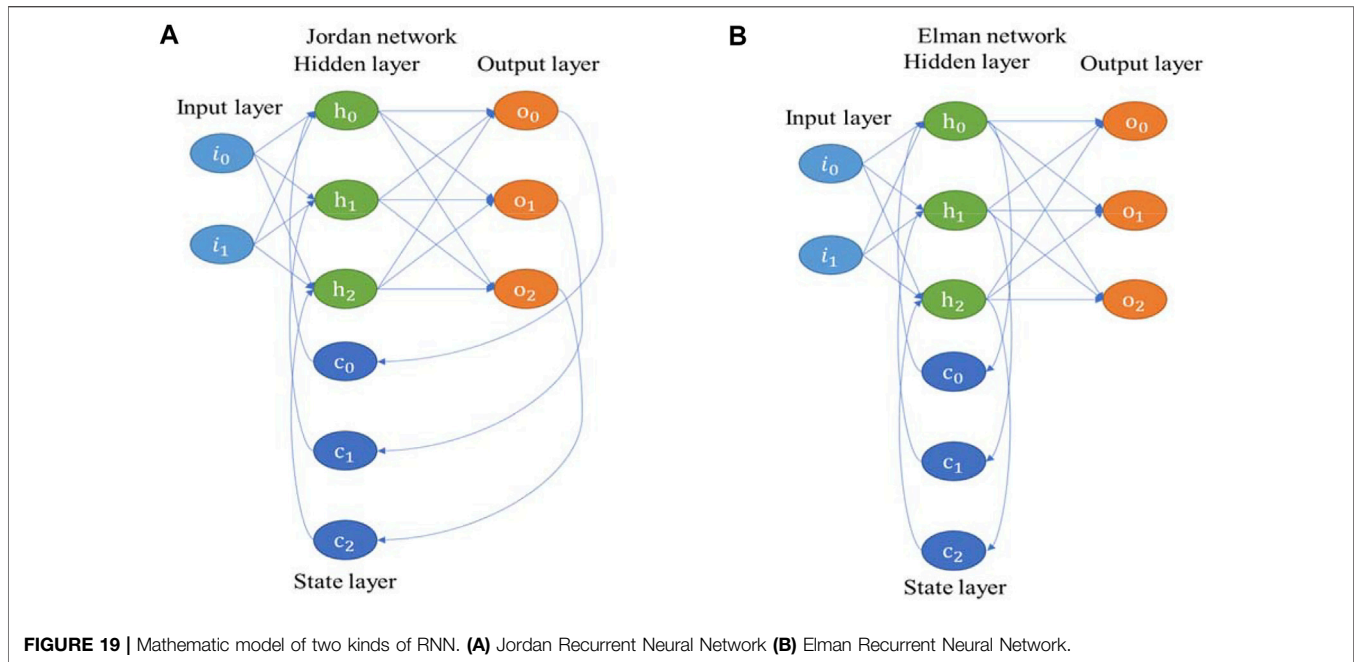 A
Jordan network
Hidden layer
Output layer
Input layer
h₀
o₀
i₀
h₁
o₁
i₁
h₂
o₂
c₀
c₁
c₂
State layer
B
Elman network
Hidden layer
Output layer
Input layer
h₀
o₀
i₀
h₁
o₁
i₁
h₂
o₂
c₀
c₁
c₂
State layer
FIGURE 19 | Mathematic model of two kinds of RNN. (A) Jordan Recurrent Neural Network (B) Elman Recurrent Neural Network.